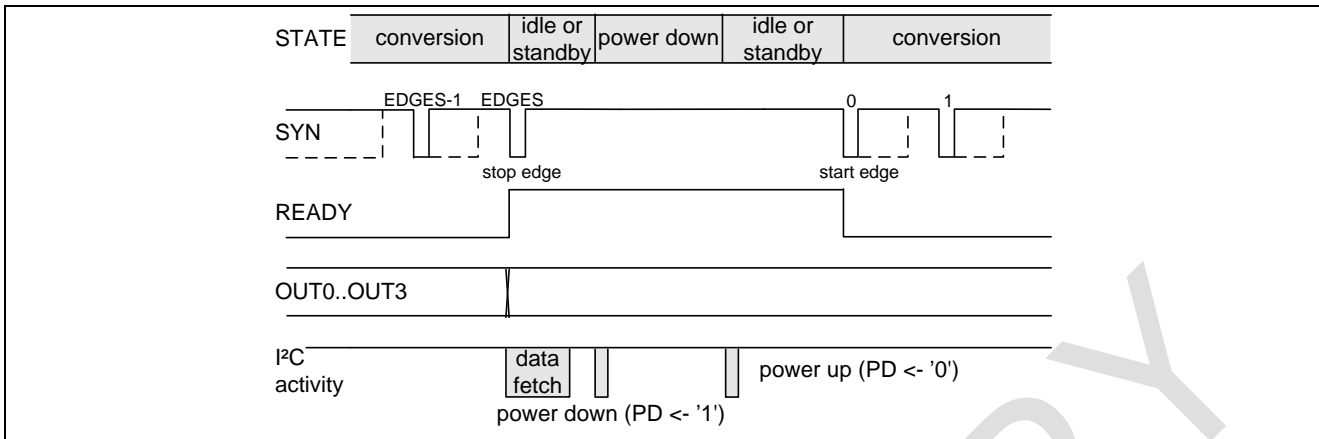 STATE conversion idle or standby power down idle or standby conversion
EDGES-1 EDGES 0 1
SYN
stop edge start edge
READY
OUT0..OUT3
I²C activity data fetch
power up (PD <- '0')
power down (PD <- '1')